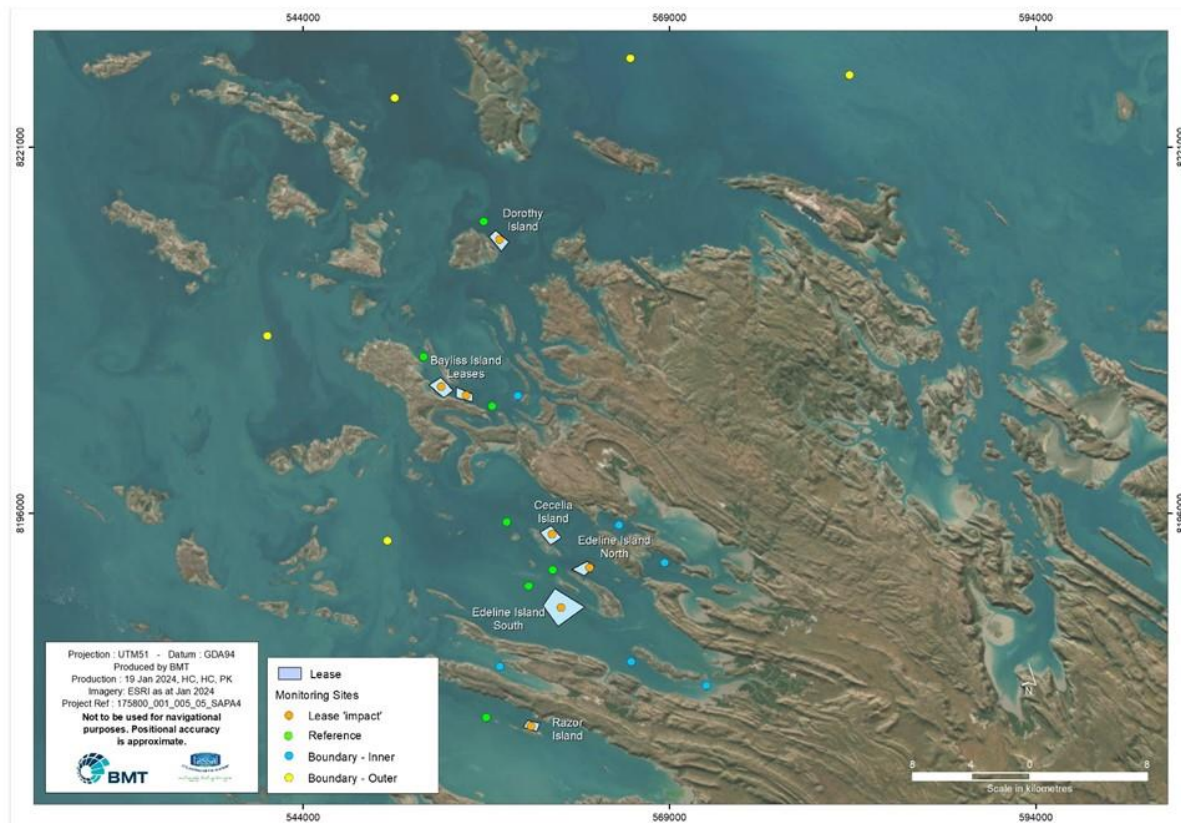 544000
569000
594000
8221000
8221000
Dorothy
Island
Bayliss Island
Leases
8196000
8196000
Cecelia
Island
Edeline Island
North
Edeline Island
South
Razor
Island
Projection : UTM51 - Datum : GDA94
Produced by BMT
Production : 19 Jan 2024, HC, HC, PK
Imagery: ESRI as at Jan 2024
Project Ref : 175800_001_005_05_SAPA4
Not to be used for navigational
purposes. Positional accuracy
is approximate.
BMT
tassal
Lease
Monitoring Sites
Lease 'impact'
Reference
Boundary - Inner
Boundary - Outer
N
8 4 0 8
Scale in kilometres
544000
569000
594000